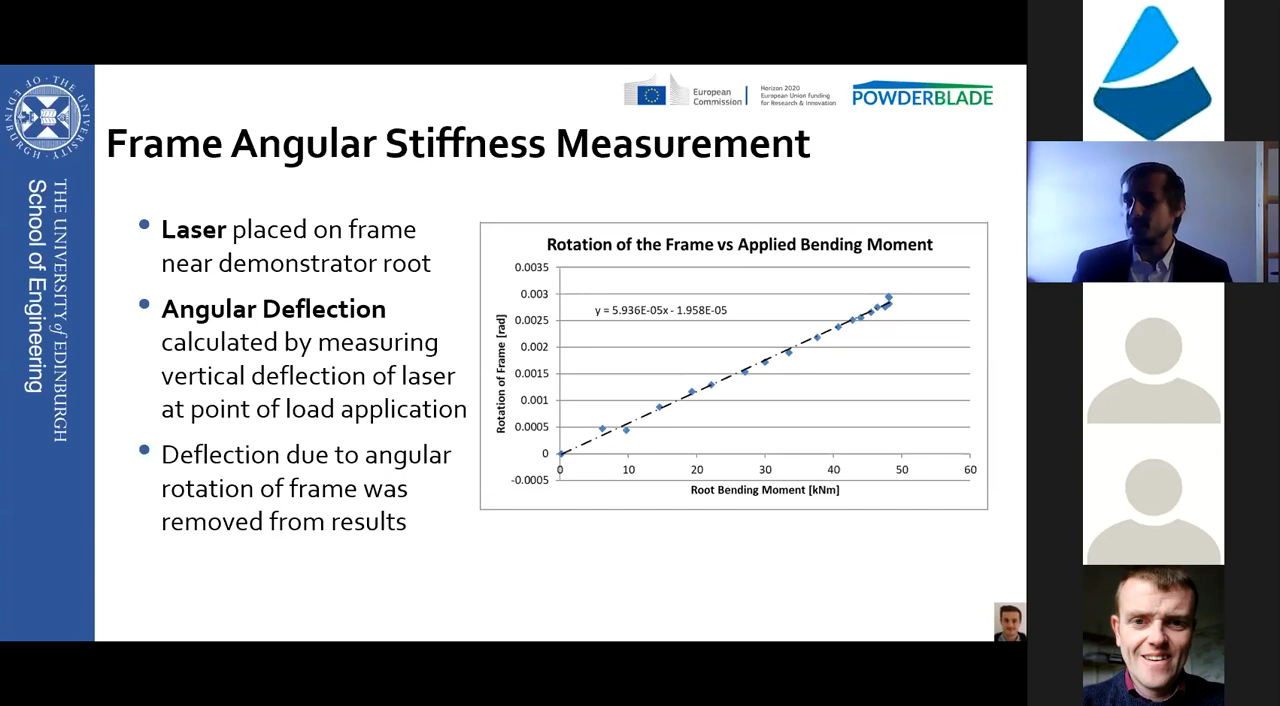 European
Commission
Horizon 2020
European Union funding
for Research & Innovation
POWDERBLADE
THE UNIVERSITY OF EDINBURGH
THE UNIVERSITY of EDINBURGH
School of Engineering
Frame Angular Stiffness Measurement
• Laser placed on frame
near demonstrator root
• Angular Deflection
calculated by measuring
vertical deflection of laser
at point of load application
• Deflection due to angular
rotation of frame was
removed from results
Rotation of the Frame vs Applied Bending Moment
0.0035
0.003
0.0025
0.002
0.0015
0.001
0.0005
0
-0.0005
Rotation of Frame [rad]
y = 5.936E-05x - 1.958E-05
0 10 20 30 40 50 60
Root Bending Moment [kNm]